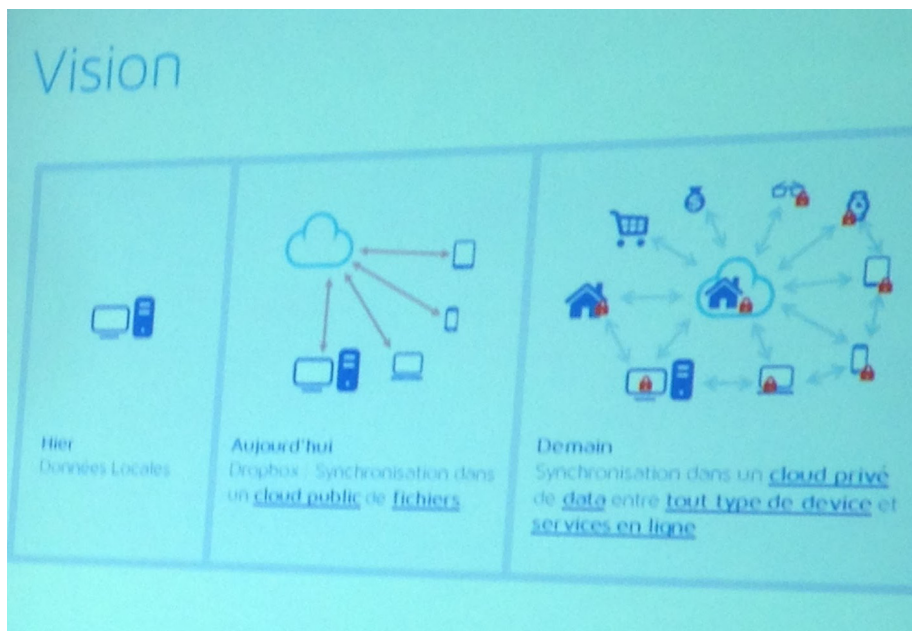 Vision
Hier
Données Locales
Aujourd'hui
Dropbox : Synchronisation dans
un cloud public de fichiers
Demain
Synchronisation dans un cloud privé
de data entre tout type de device et
services en ligne
$